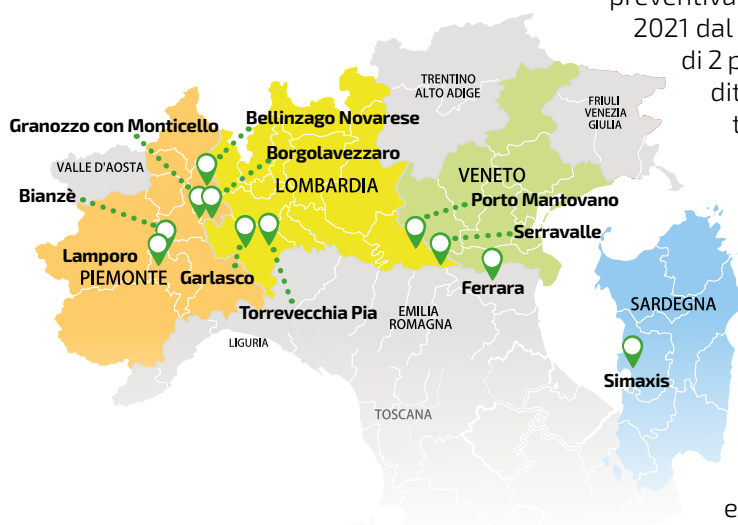 preventiva
2021 dal
di 2 p
dit
t
TRENTINO
ALTO ADIGE
FRIULI
VENEZIA
GIULIA
Granozzo con Monticello
Bellinzago Novarese
Borgolavezzaro
VALLE D'AOSTA
LOMBARDIA
VENETO
Bianzè
Porto Mantovano
Serravalle
Lamporo
PIEMONTE
Garlasco
Ferrara
Torrevecchia Pia
EMILIA
ROMAGNA
SARDEGNA
LIGURIA
Simaxis
TOSCANA
e